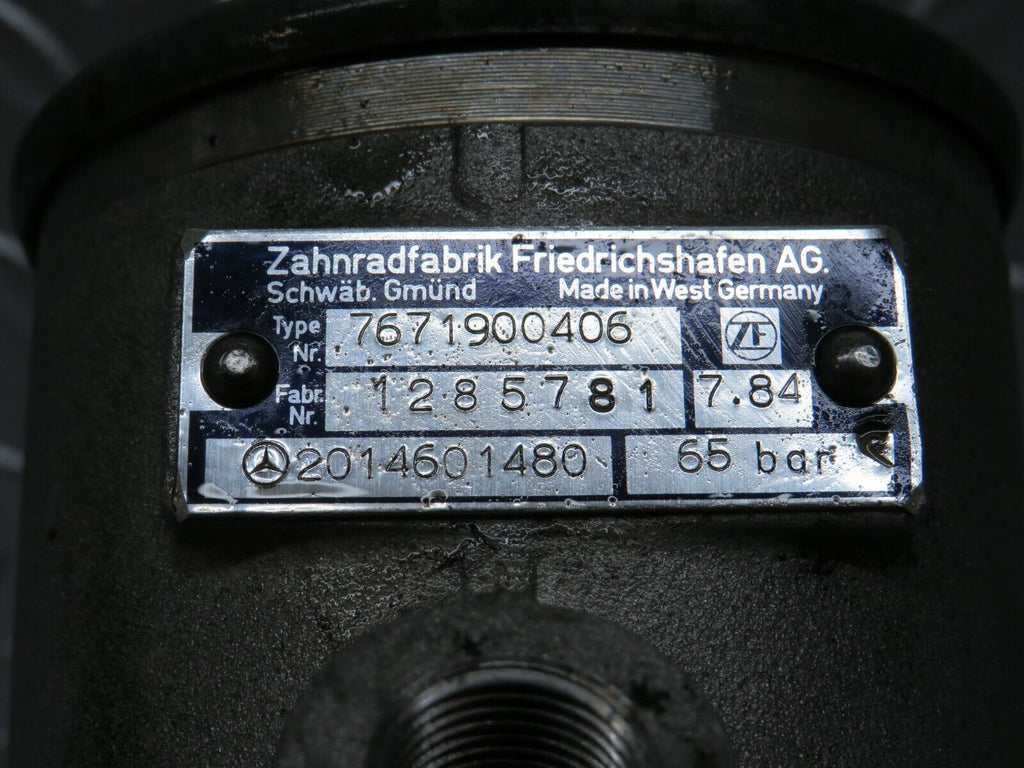 Zahnradfabrik Friedrichshafen AG.
Schwäb. Gmünd Made in West Germany
Type Nr. 7671900406 ZF
Fabr. Nr. 1285781 7.84
2014601480 65 bar